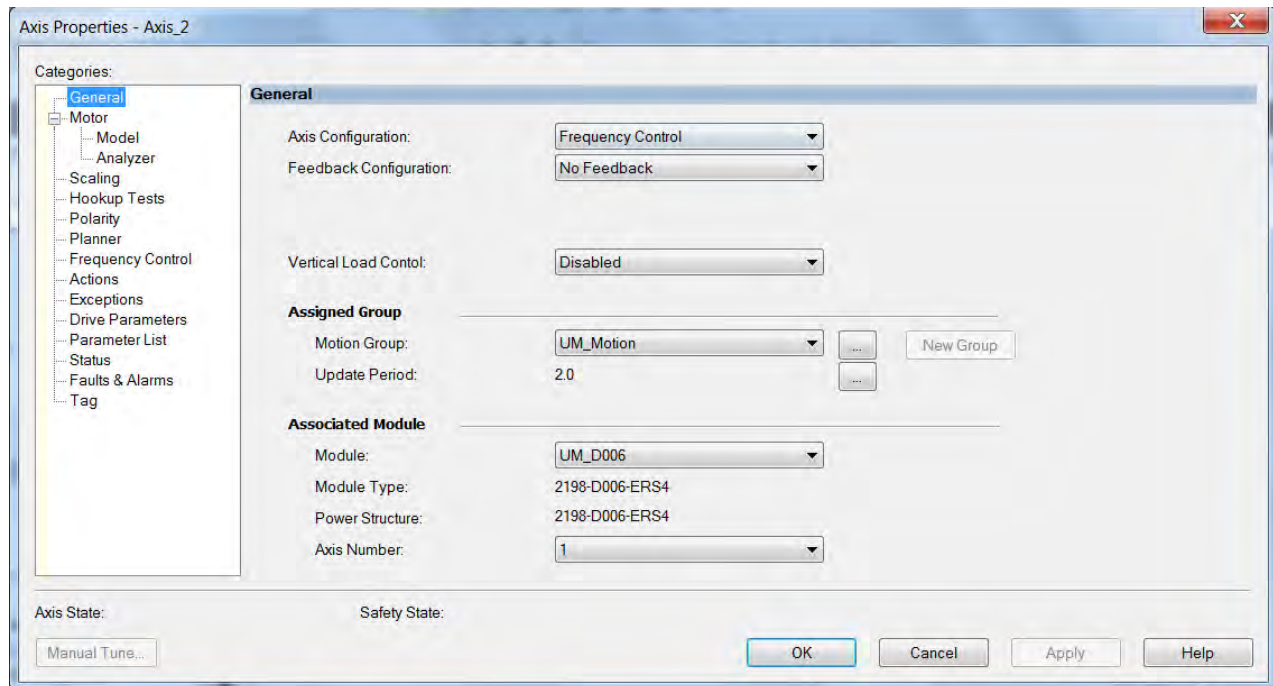 Axis Properties - Axis_2
X
Categories:
General
Motor
Model
Analyzer
Scaling
Hookup Tests
Polarity
Planner
Frequency Control
Actions
Exceptions
Drive Parameters
Parameter List
Status
Faults & Alarms
Tag
General
Axis Configuration: Frequency Control
Feedback Configuration: No Feedback
Vertical Load Contol: Disabled
Assigned Group
Motion Group: UM_Motion ... New Group
Update Period: 2.0 ...
Associated Module
Module: UM_D006
Module Type: 2198-D006-ERS4
Power Structure: 2198-D006-ERS4
Axis Number: 1
Axis State: Safety State:
Manual Tune... OK Cancel Apply Help